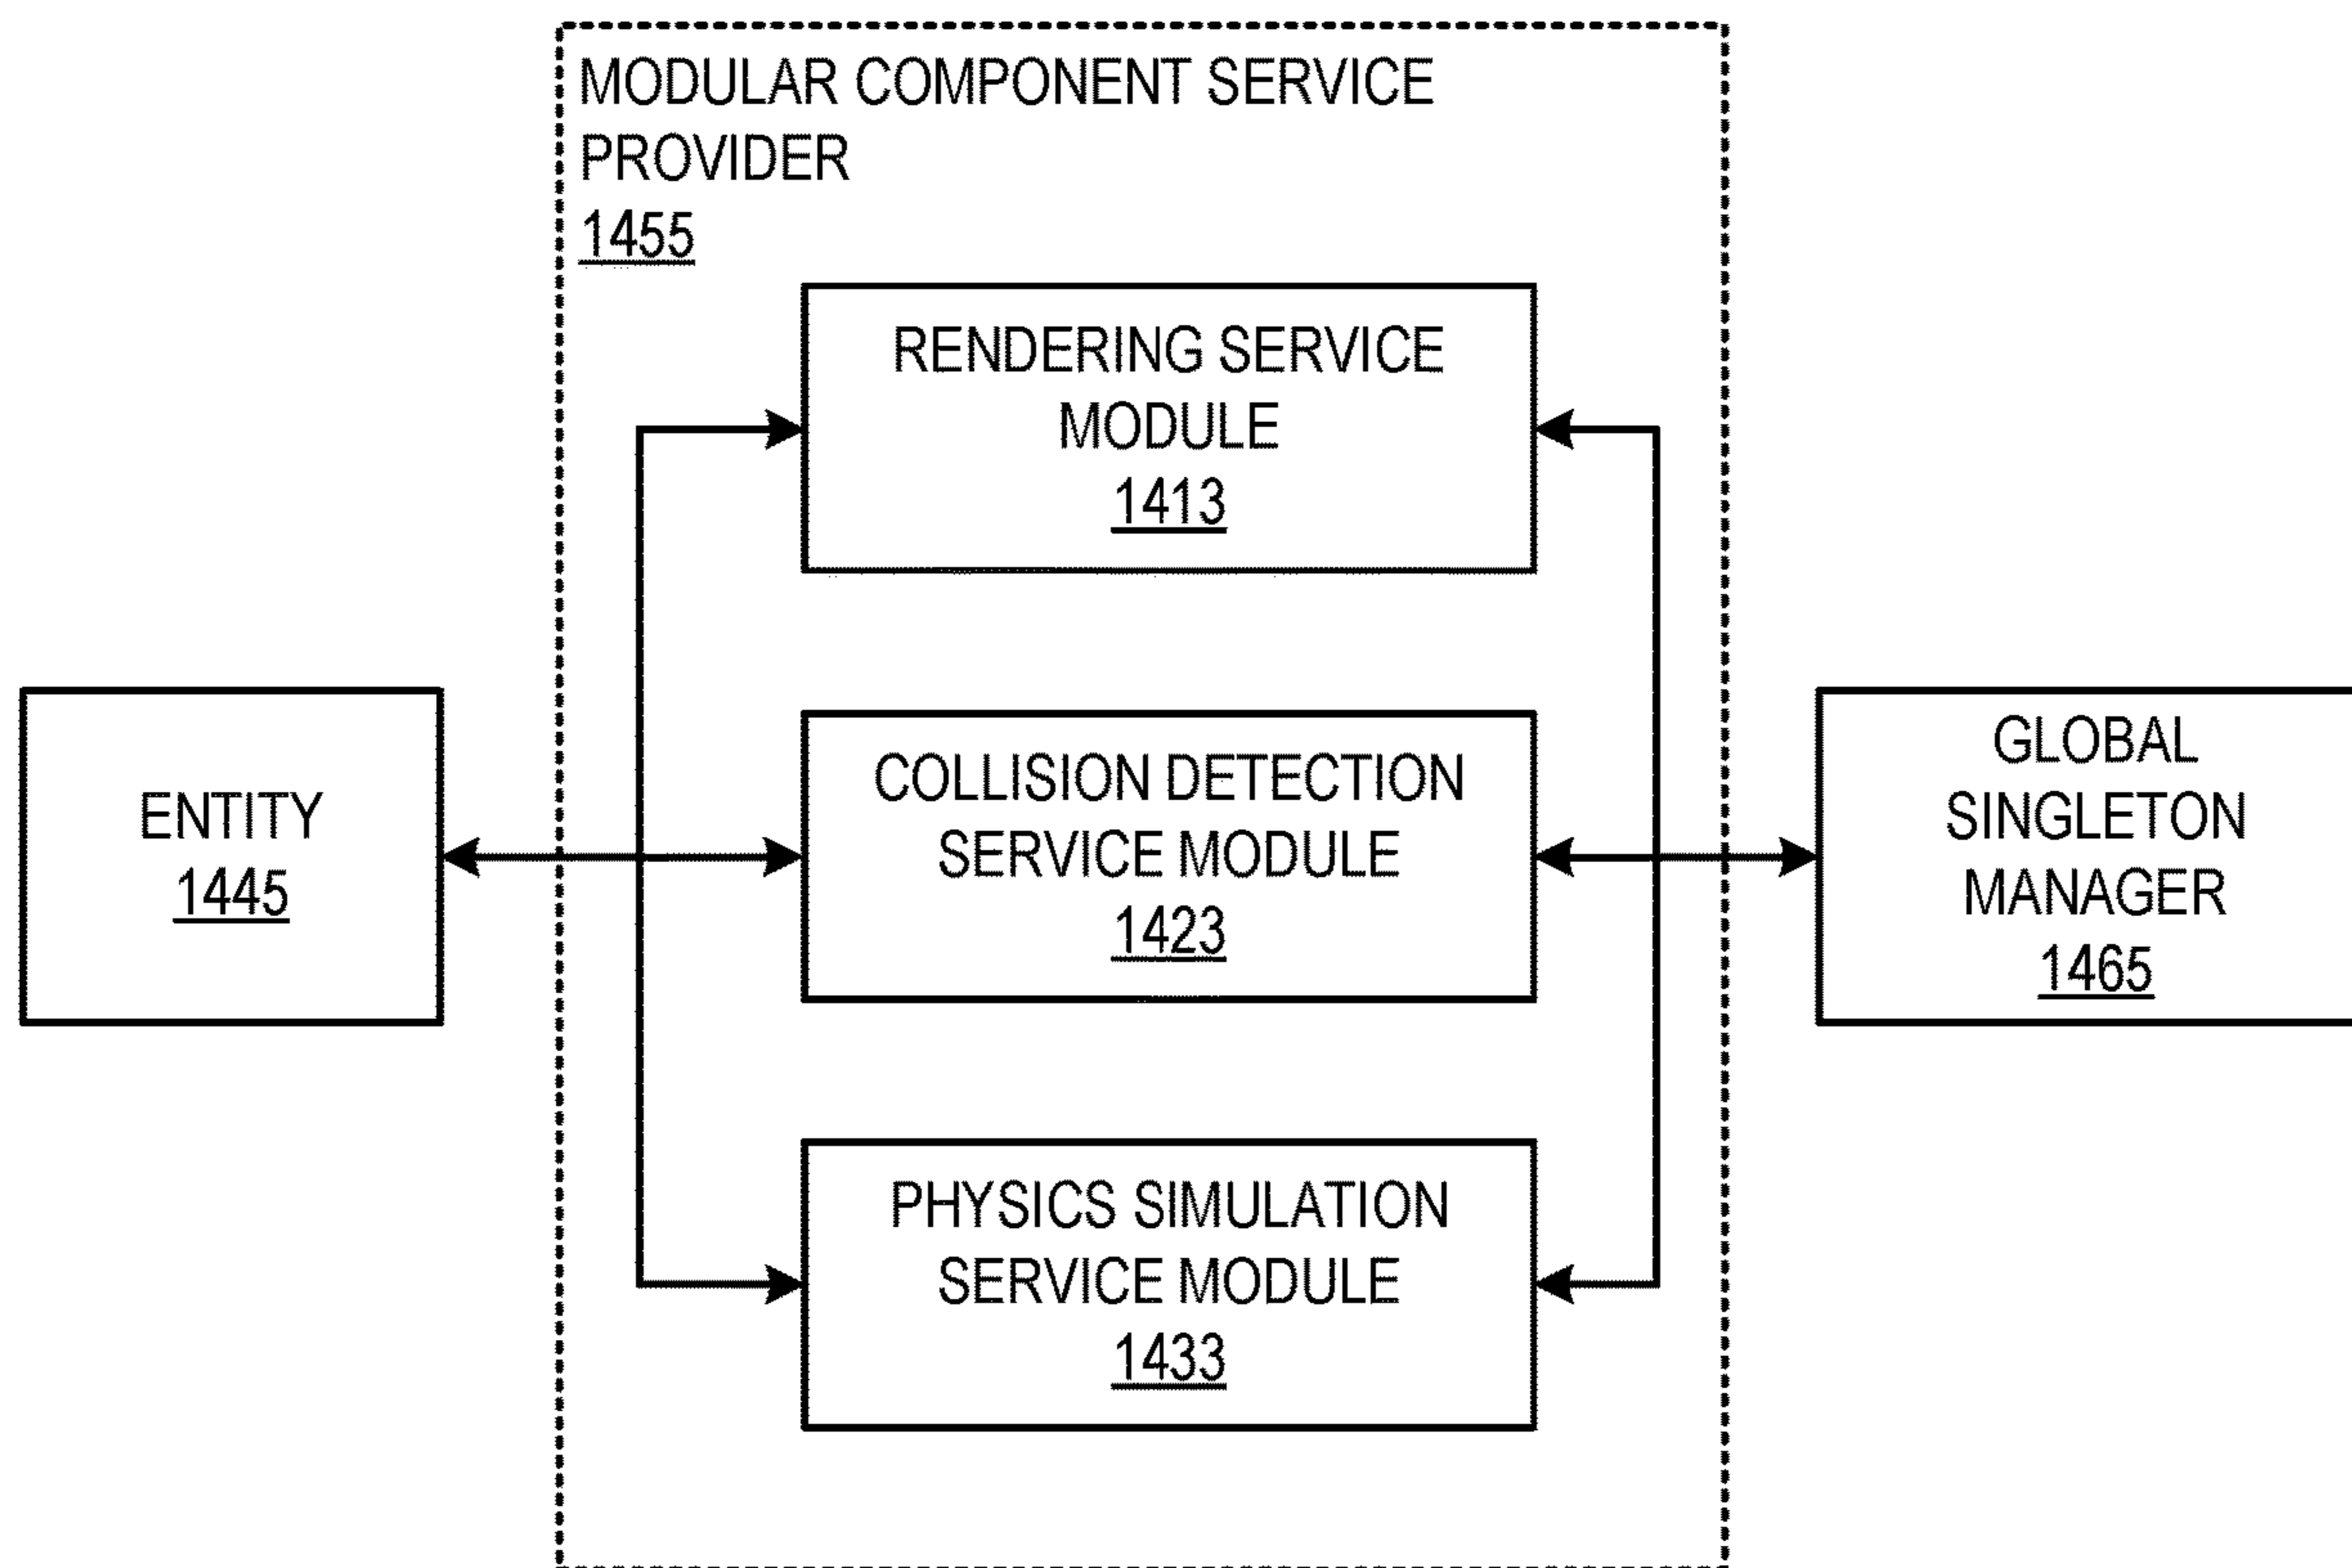 MODULAR COMPONENT SERVICE
PROVIDER
1455
RENDERING SERVICE
MODULE
1413
ENTITY
1445
COLLISION DETECTION
SERVICE MODULE
1423
GLOBAL
SINGLETON
MANAGER
1465
PHYSICS SIMULATION
SERVICE MODULE
1433